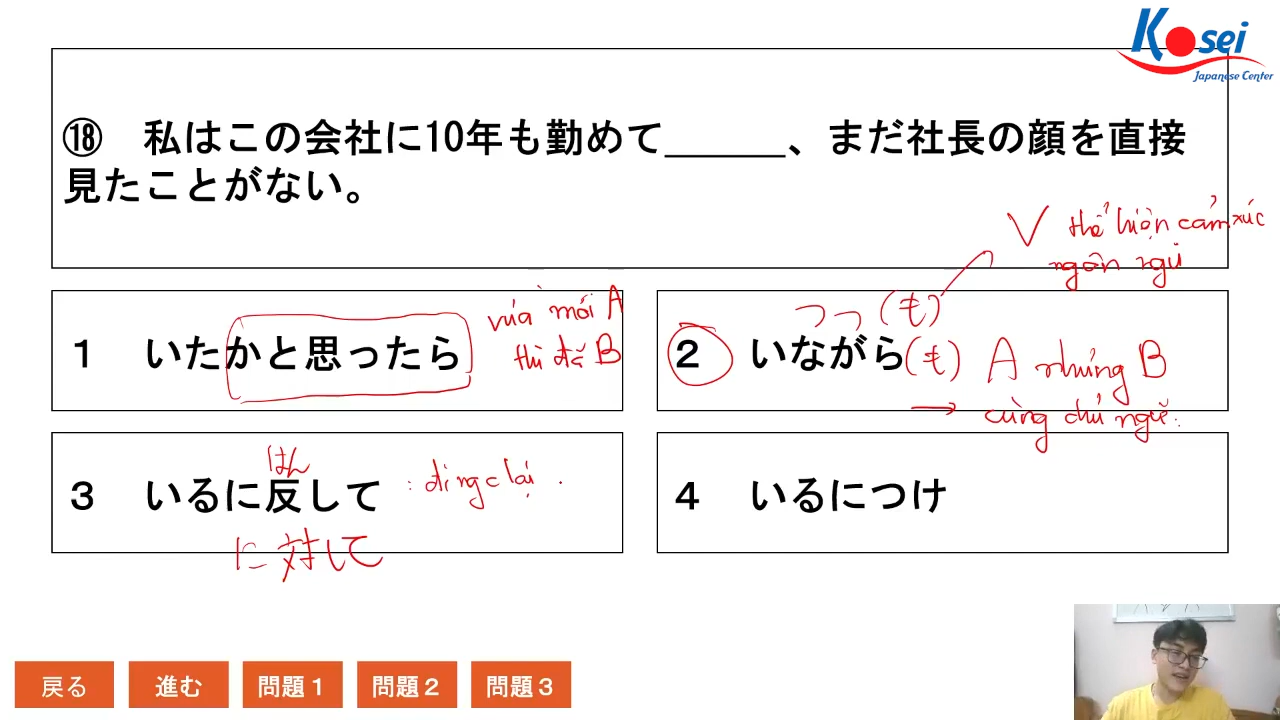 Kosei
Japanese Center
⑱　私はこの会社に10年も勤めて______、まだ社長の顔を直接
見たことがない。
V thể hiện cảm xúc
ngôn ngữ
1　いたかと思ったら
vừa mới A
thì đã B
つつ(も)
2　いながら(も) A nhưng B
→ cùng chủ ngữ.
はん
3　いるに反して : đi ngc lại .
に対して
4　いるにつけ
戻る
進む
問題1
問題2
問題3